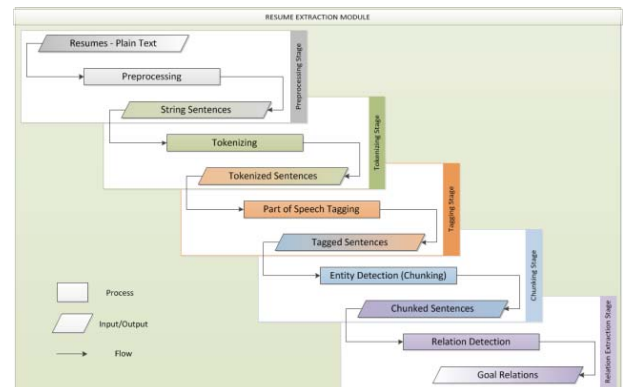 RESUME EXTRACTION MODULE
Resumes - Plain Text
Preprocessing
String Sentences
Preprocessing Stage
Tokenizing
Tokenized Sentences
Tokenizing Stage
Part of Speech Tagging
Tagged Sentences
Tagging Stage
Entity Detection (Chunking)
Chunked Sentences
Chunking Stage
Relation Detection
Goal Relations
Relation Extraction Stage
Process
Input/Output
Flow